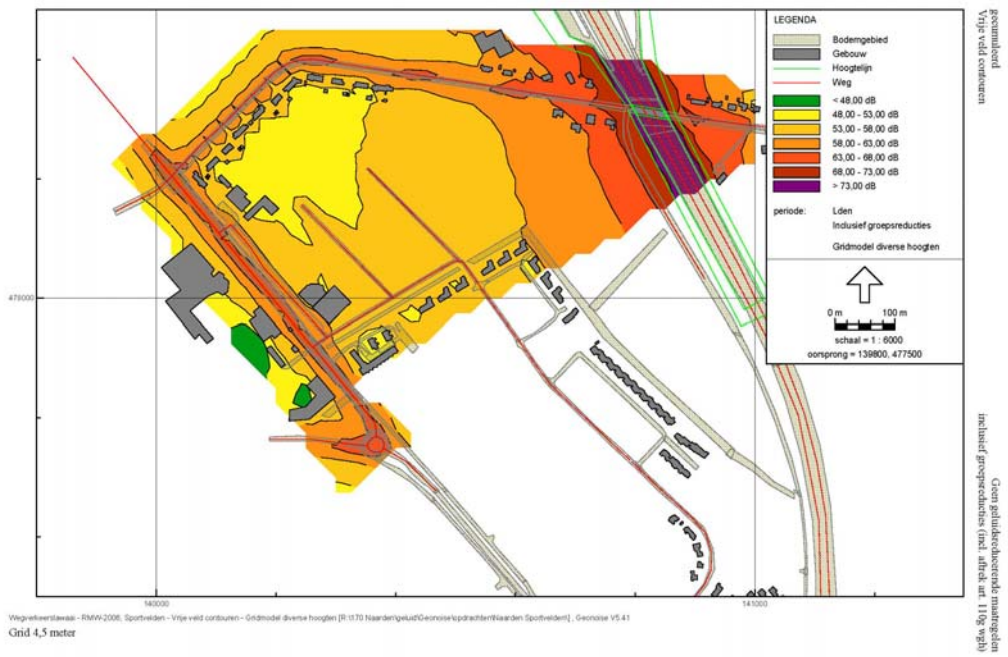 LEGENDA
Bodemgebied
Gebouw
Hoogtelijn
Weg
< 48,00 dB
48,00 - 53,00 dB
53,00 - 58,00 dB
58,00 - 63,00 dB
63,00 - 68,00 dB
68,00 - 73,00 dB
> 73,00 dB
periode: Lden
Inclusief groepsreducties
Gridmodel diverse hoogten
0 m 100 m
schaal = 1 : 6000
oorsprong = 139800, 477500
gecumuleerd
Vrije veld contouren
Geen geluidsreducerende maatregelen
inclusief groepsreducties (incl. aftrek art. 110g wgh)
478000
140000
141000
Wegverkeerslawaai - RMW-2006, Sportvelden - Vrije veld contouren - Gridmodel diverse hoogten [R:\170 Naarden\geluid\Geonoise\opdrachten\Naarden Sportvelden\] , Geonoise V5.41
Grid 4,5 meter